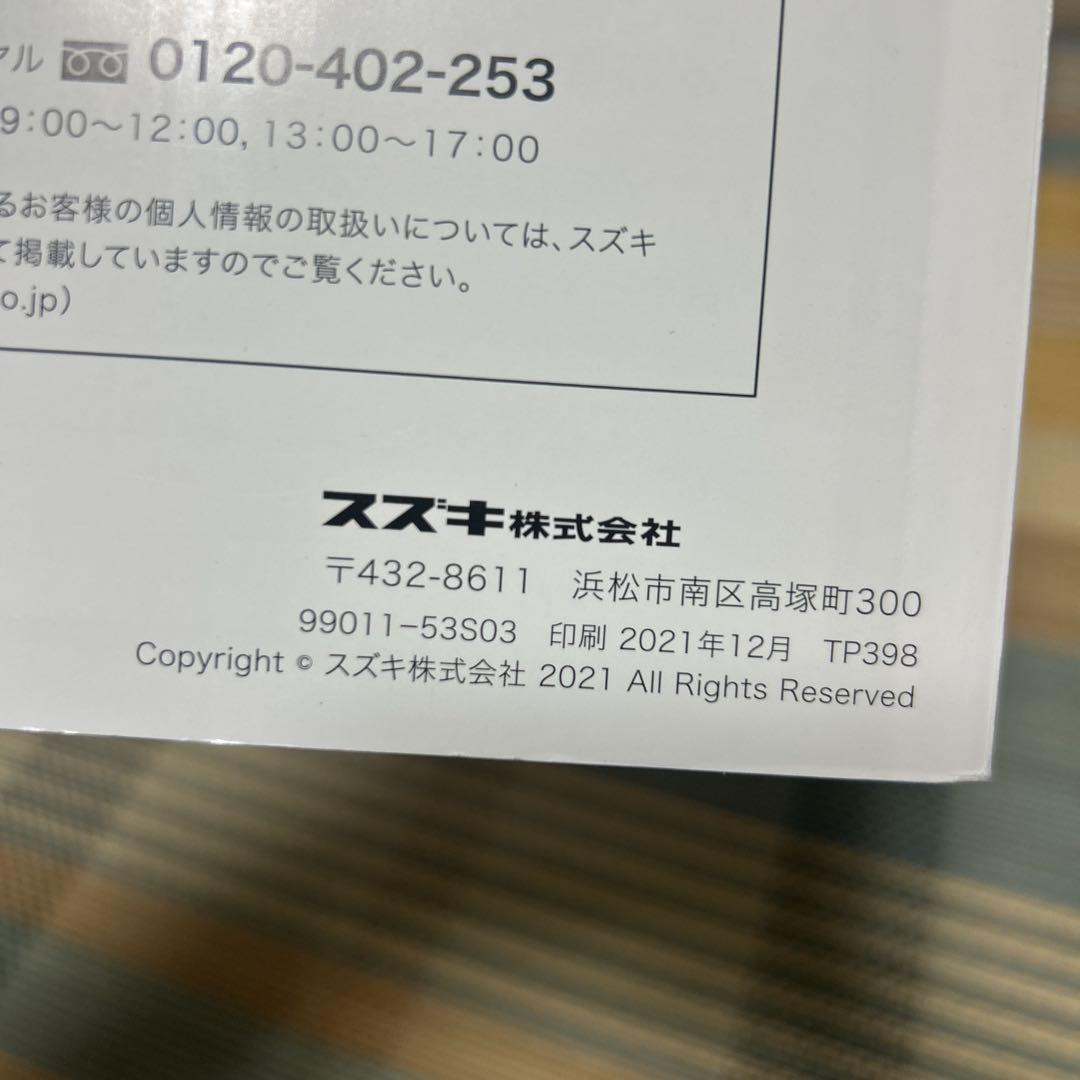 ヤル 0120-402-253
9:00～12:00, 13:00～17:00
るお客様の個人情報の取扱いについては、スズキ
て掲載していますのでご覧ください。
o.jp)
スズキ株式会社
〒432-8611 浜松市南区高塚町300
99011-53S03 印刷 2021年12月 TP398
Copyright © スズキ株式会社 2021 All Rights Reserved